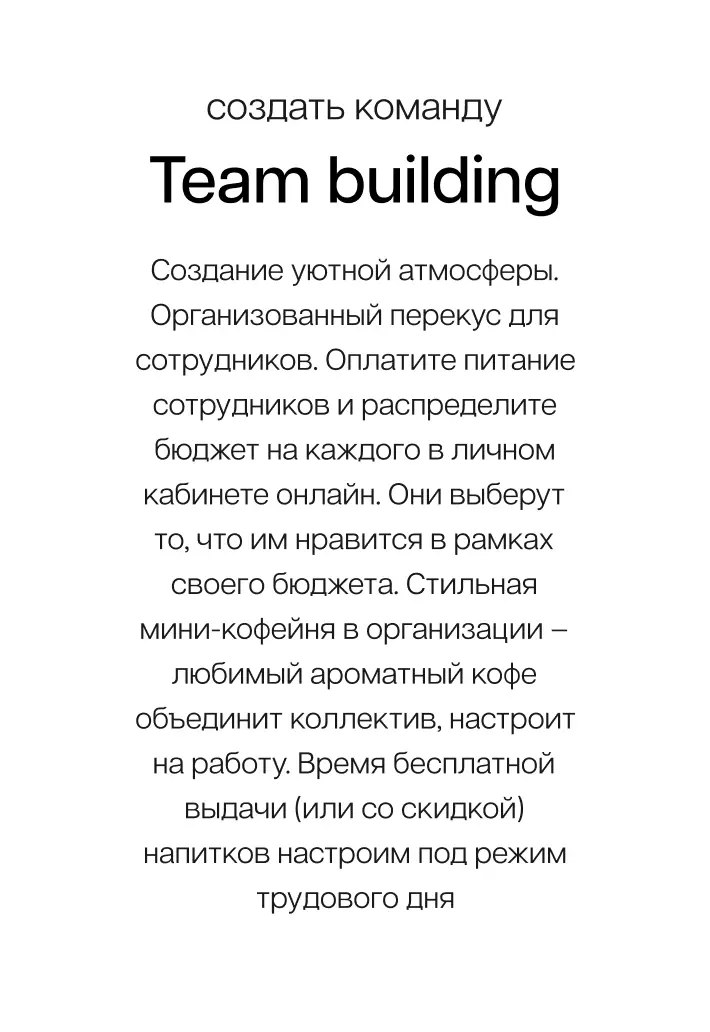 создать команду
Team building
Создание уютной атмосферы.
Организованный перекус для
сотрудников. Оплатите питание
сотрудников и распределите
бюджет на каждого в личном
кабинете онлайн. Они выберут
то, что им нравится в рамках
своего бюджета. Стильная
мини-кофейня в организации –
любимый ароматный кофе
объединит коллектив, настроит
на работу. Время бесплатной
выдачи (или со скидкой)
напитков настроим под режим
трудового дня